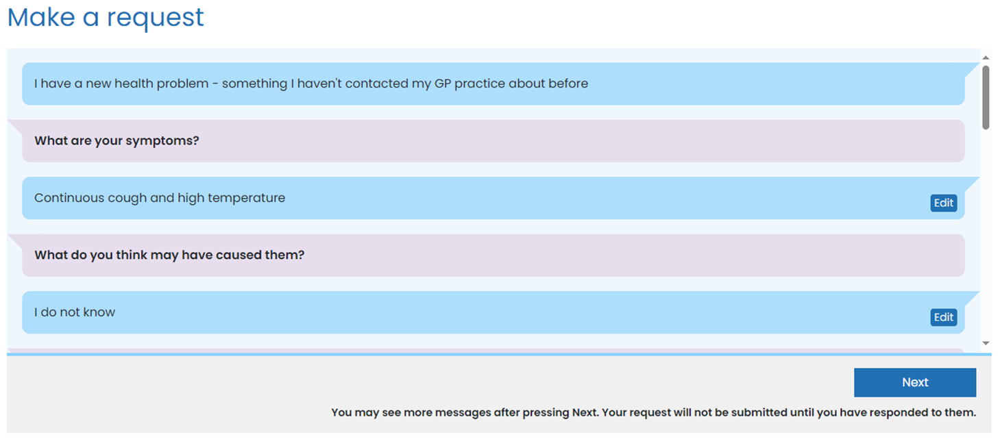 Make a request
I have a new health problem - something I haven't contacted my GP practice about before
What are your symptoms?
Continuous cough and high temperature
Edit
What do you think may have caused them?
I do not know
Edit
Next
You may see more messages after pressing Next. Your request will not be submitted until you have responded to them.